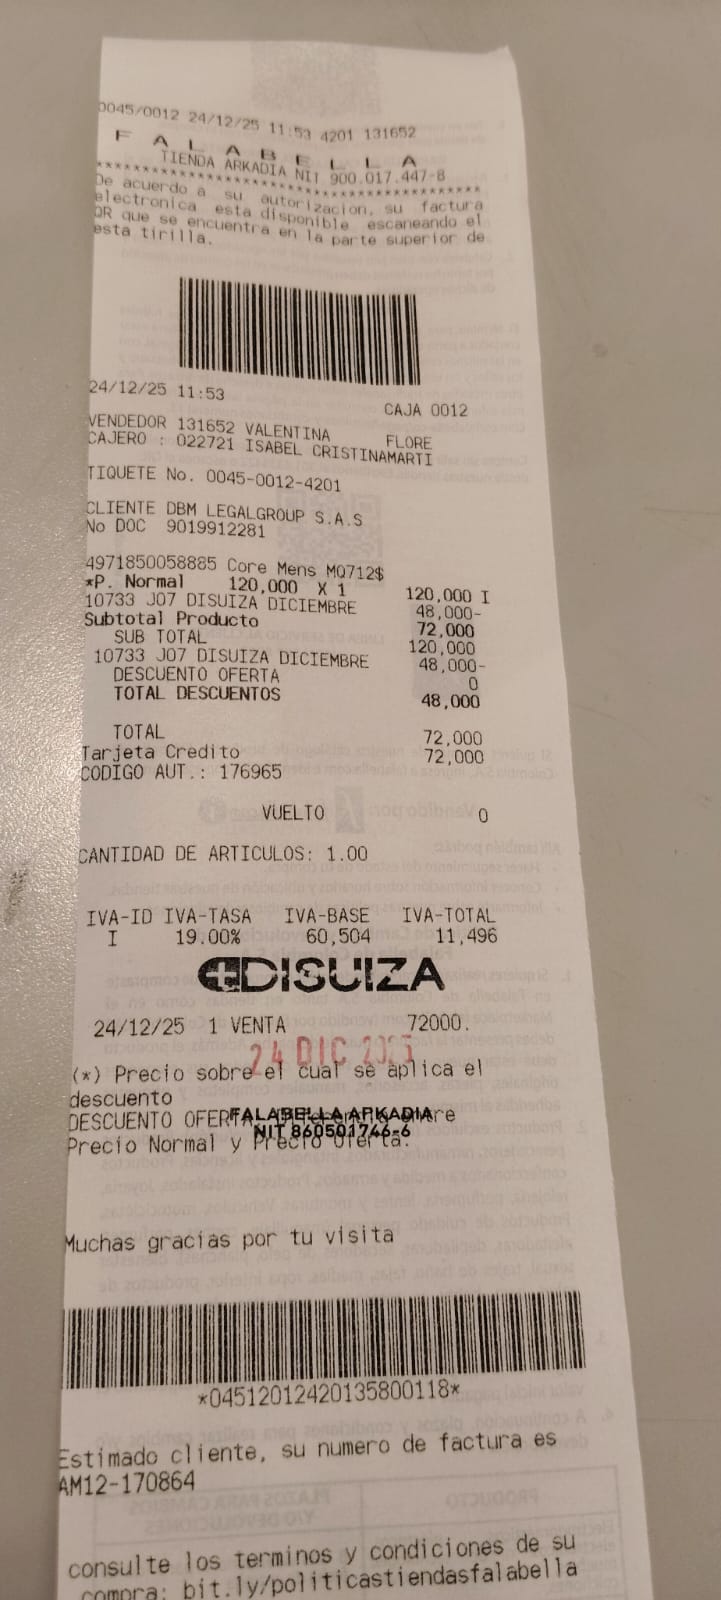 0045/0012 24/12/25 11:53 4201 131652
F A L A B E L L A
TIENDA ARKADIA NIT 900.017.447-8
****************************************
De acuerdo a su autorizacion, su factura
electronica esta disponible escaneando el
QR que se encuentra en la parte superior de
esta tirilla.
24/12/25 11:53
CAJA 0012
VENDEDOR 131652 VALENTINA FLORE
CAJERO : 022721 ISABEL CRISTINAMARTI
TIQUETE No. 0045-0012-4201
CLIENTE DBM LEGALGROUP S.A.S
No DOC 9019912281
4971850058885 Core Mens MQ712$
*P. Normal 120,000 X 1 120,000 I
10733 J07 DISUIZA DICIEMBRE 48,000-
Subtotal Producto 72,000
SUB TOTAL 120,000
10733 J07 DISUIZA DICIEMBRE 48,000-
DESCUENTO OFERTA 0
TOTAL DESCUENTOS 48,000
TOTAL 72,000
Tarjeta Credito 72,000
CODIGO AUT.: 176965
VUELTO 0
CANTIDAD DE ARTICULOS: 1.00
IVA-ID IVA-TASA IVA-BASE IVA-TOTAL
I 19.00% 60,504 11,496
DISUIZA
24/12/25 1 VENTA 72000.
24 DIC 2025
(*) Precio sobre el cual se aplica el
descuento
DESCUENTO OFERTA
FALABELLA ARKADIA
NIT 860501746-6
Precio Normal y Precio Oferta.
Muchas gracias por tu visita
*04512012420135800118*
Estimado cliente, su numero de factura es
AM12-170864
consulte los terminos y condiciones de su
compra: bit.ly/politicastiendasfalabella